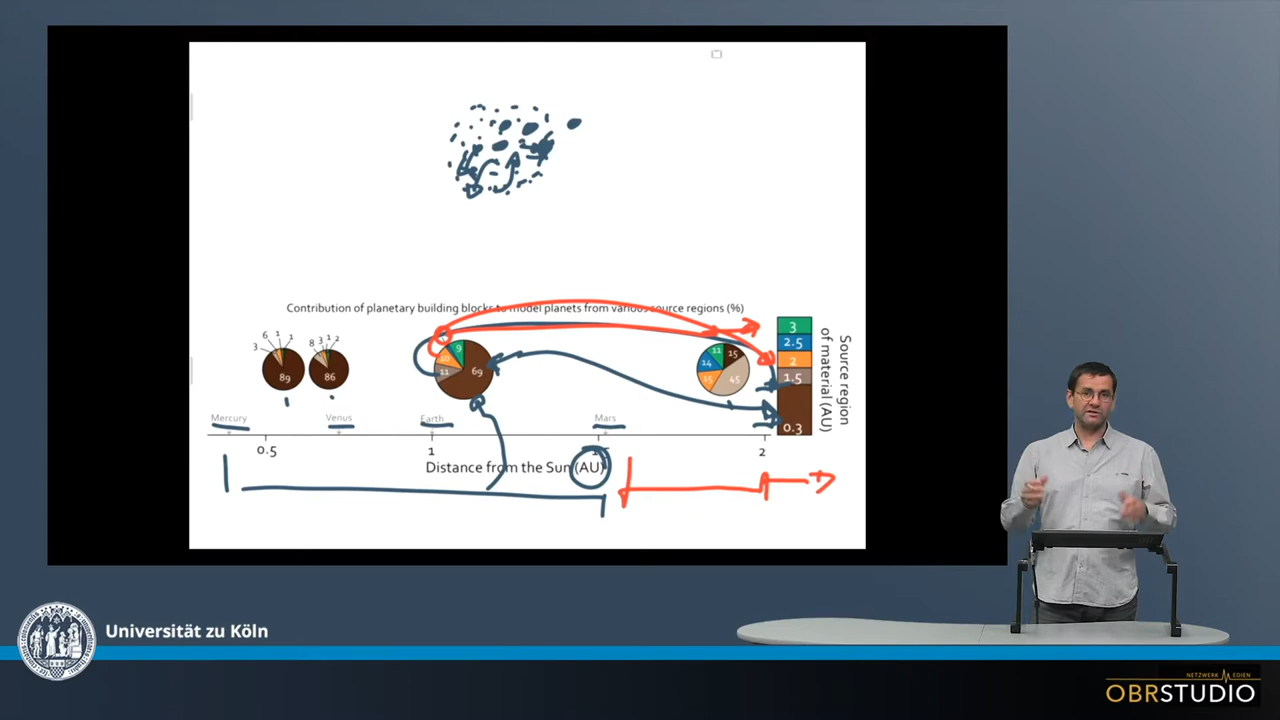 Contribution of planetary building blocks to model planets from various source regions (%)
3 6 1 1
89
8 3 1 2
86
9
10
11
69
11
15
14
15
45
3
2.5
2
1.5
0.3
Source region
of material (AU)
Mercury Venus Earth Mars
0.5 1 2
Distance from the Sun (AU)
Universität zu Köln
NETZWERK MEDIEN
OBRSTUDIO